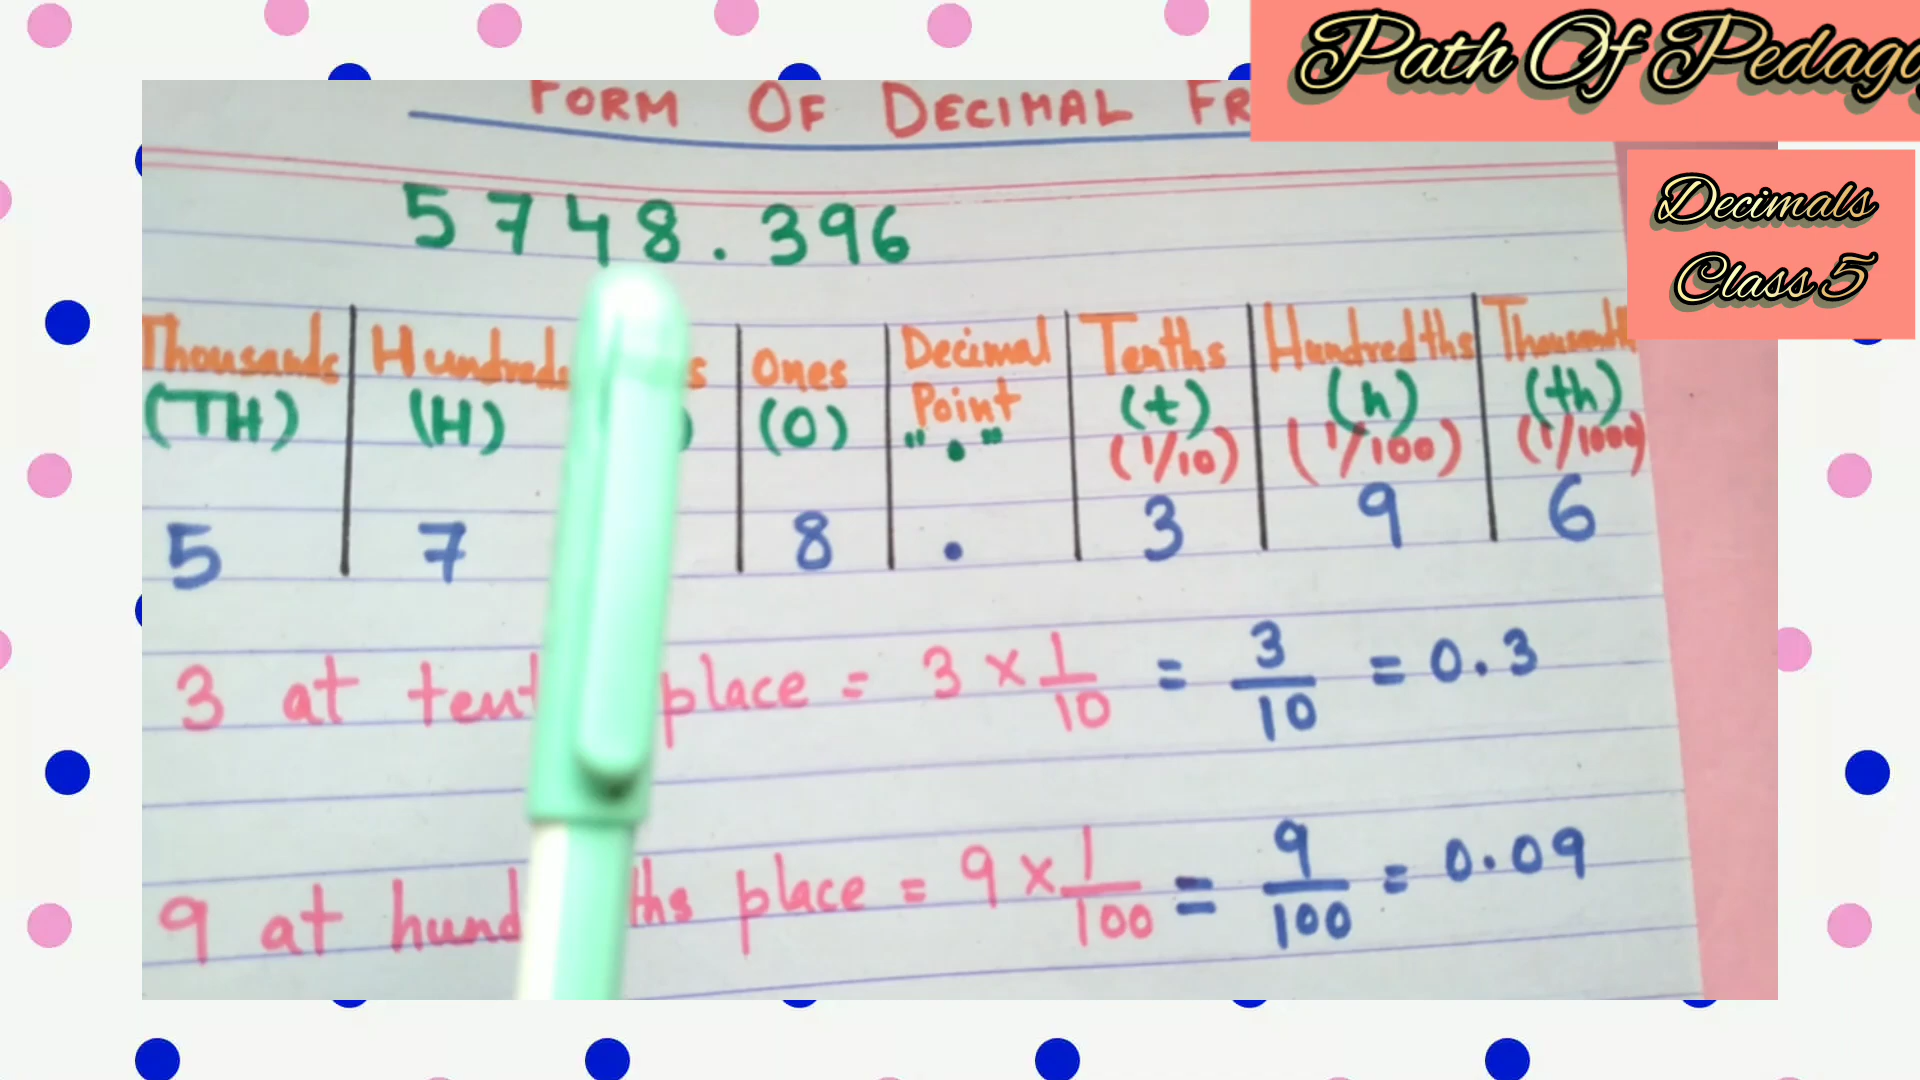 Path Of Pedago
Decimals
Class 5
FORM OF DECIMAL FR
5748.396
Thousands Hundreds s Ones Decimal Tenths Hundredths Thousandth
(TH) (H) ) (O) Point (t) (h) (th)
"." (1/10) (1/100) (1/1000)
5 7 8 . 3 9 6
3 at tent place = 3 × 1/10 = 3/10 = 0.3
9 at hund ths place = 9 × 1/100 = 9/100 = 0.09